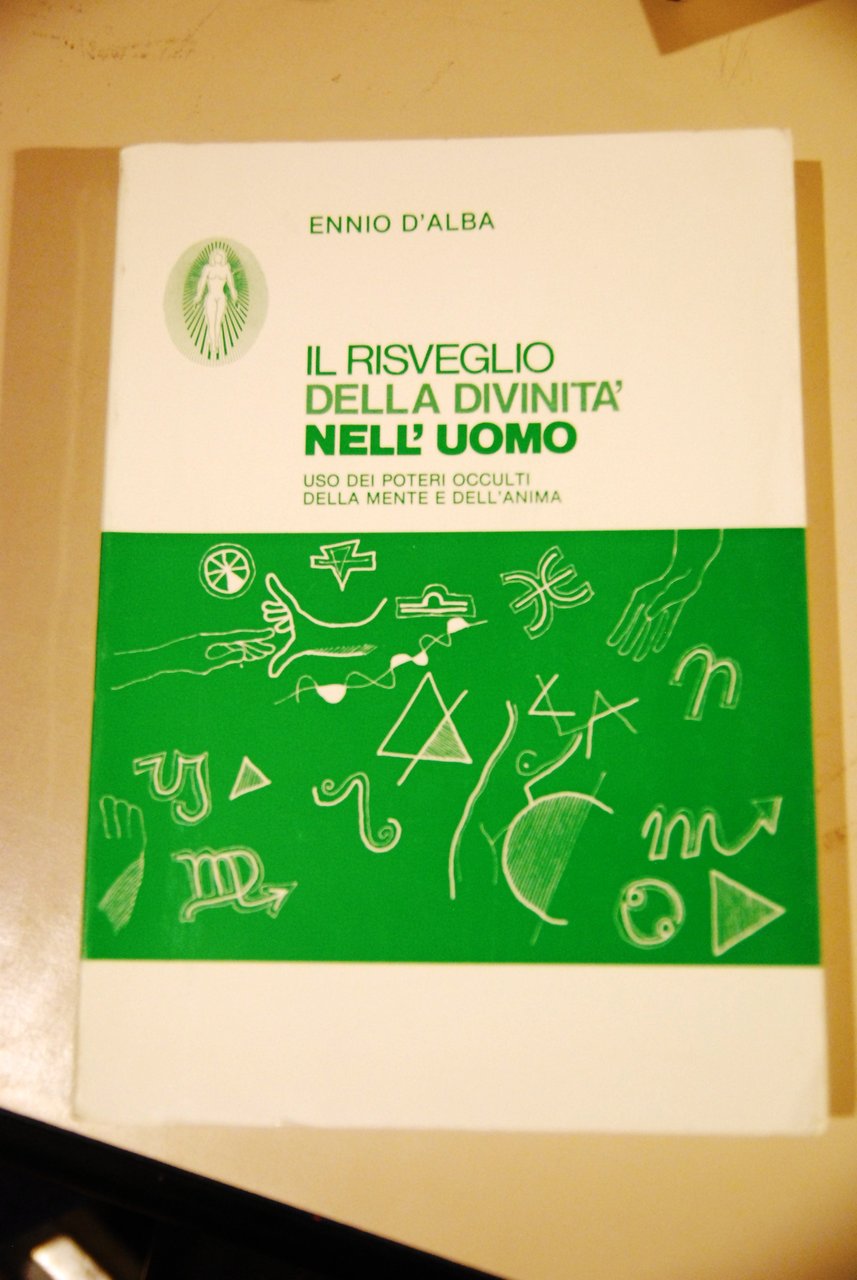 ENNIO D'ALBA
IL RISVEGLIO
DELLA DIVINITA'
NELL' UOMO
USO DEI POTERI OCCULTI
DELLA MENTE E DELL'ANIMA